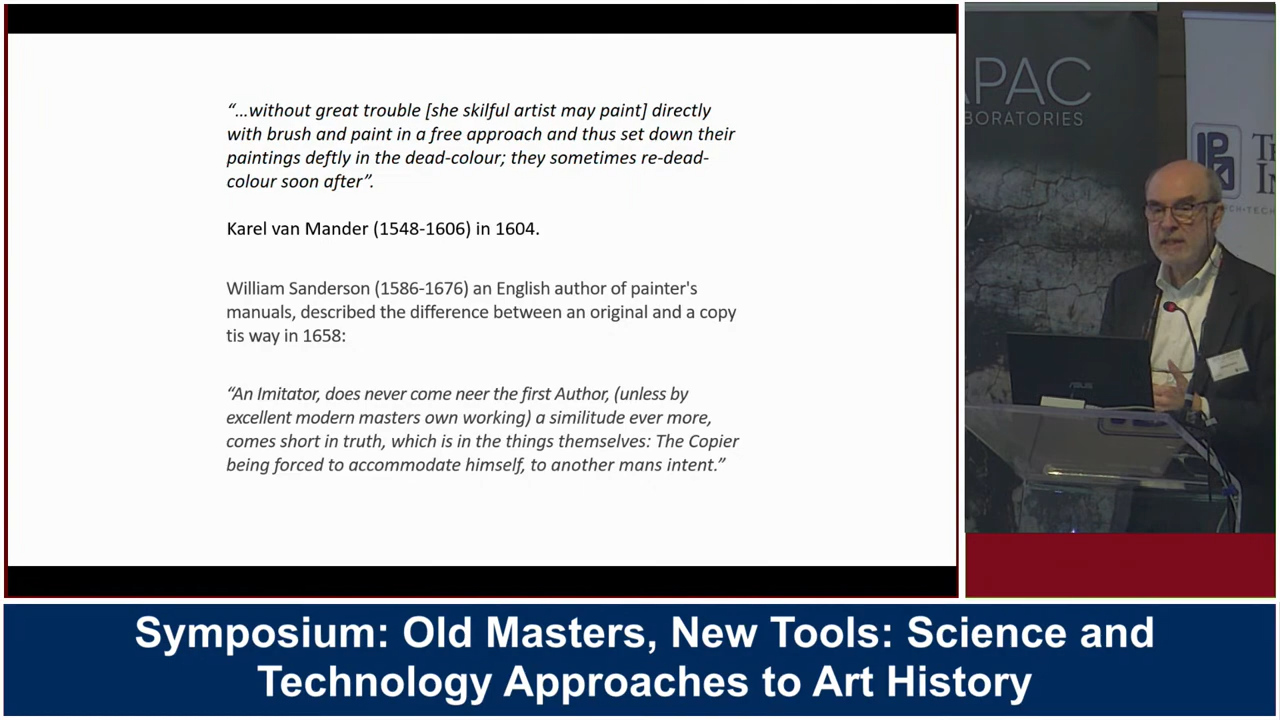 “...without great trouble [she skilful artist may paint] directly
with brush and paint in a free approach and thus set down their
paintings deftly in the dead-colour; they sometimes re-dead-
colour soon after”.
Karel van Mander (1548-1606) in 1604.
William Sanderson (1586-1676) an English author of painter's
manuals, described the difference between an original and a copy
tis way in 1658:
“An Imitator, does never come neer the first Author, (unless by
excellent modern masters own working) a similitude ever more,
comes short in truth, which is in the things themselves: The Copier
being forced to accommodate himself, to another mans intent.”
APAC
BORATORIES
ASUS
Symposium: Old Masters, New Tools: Science and
Technology Approaches to Art History